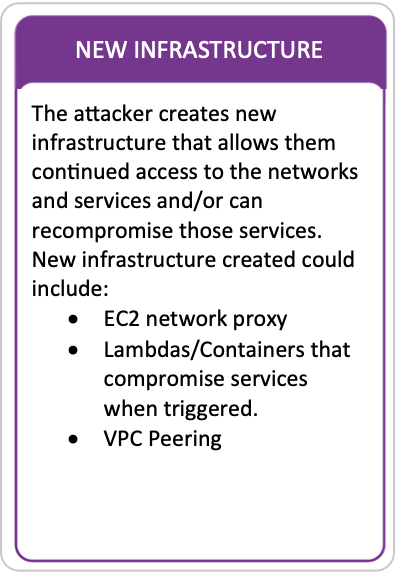 NEW INFRASTRUCTURE
The attacker creates new
infrastructure that allows them
continued access to the networks
and services and/or can
recompromise those services.
New infrastructure created could
include:
• EC2 network proxy
• Lambdas/Containers that
compromise services
when triggered.
• VPC Peering